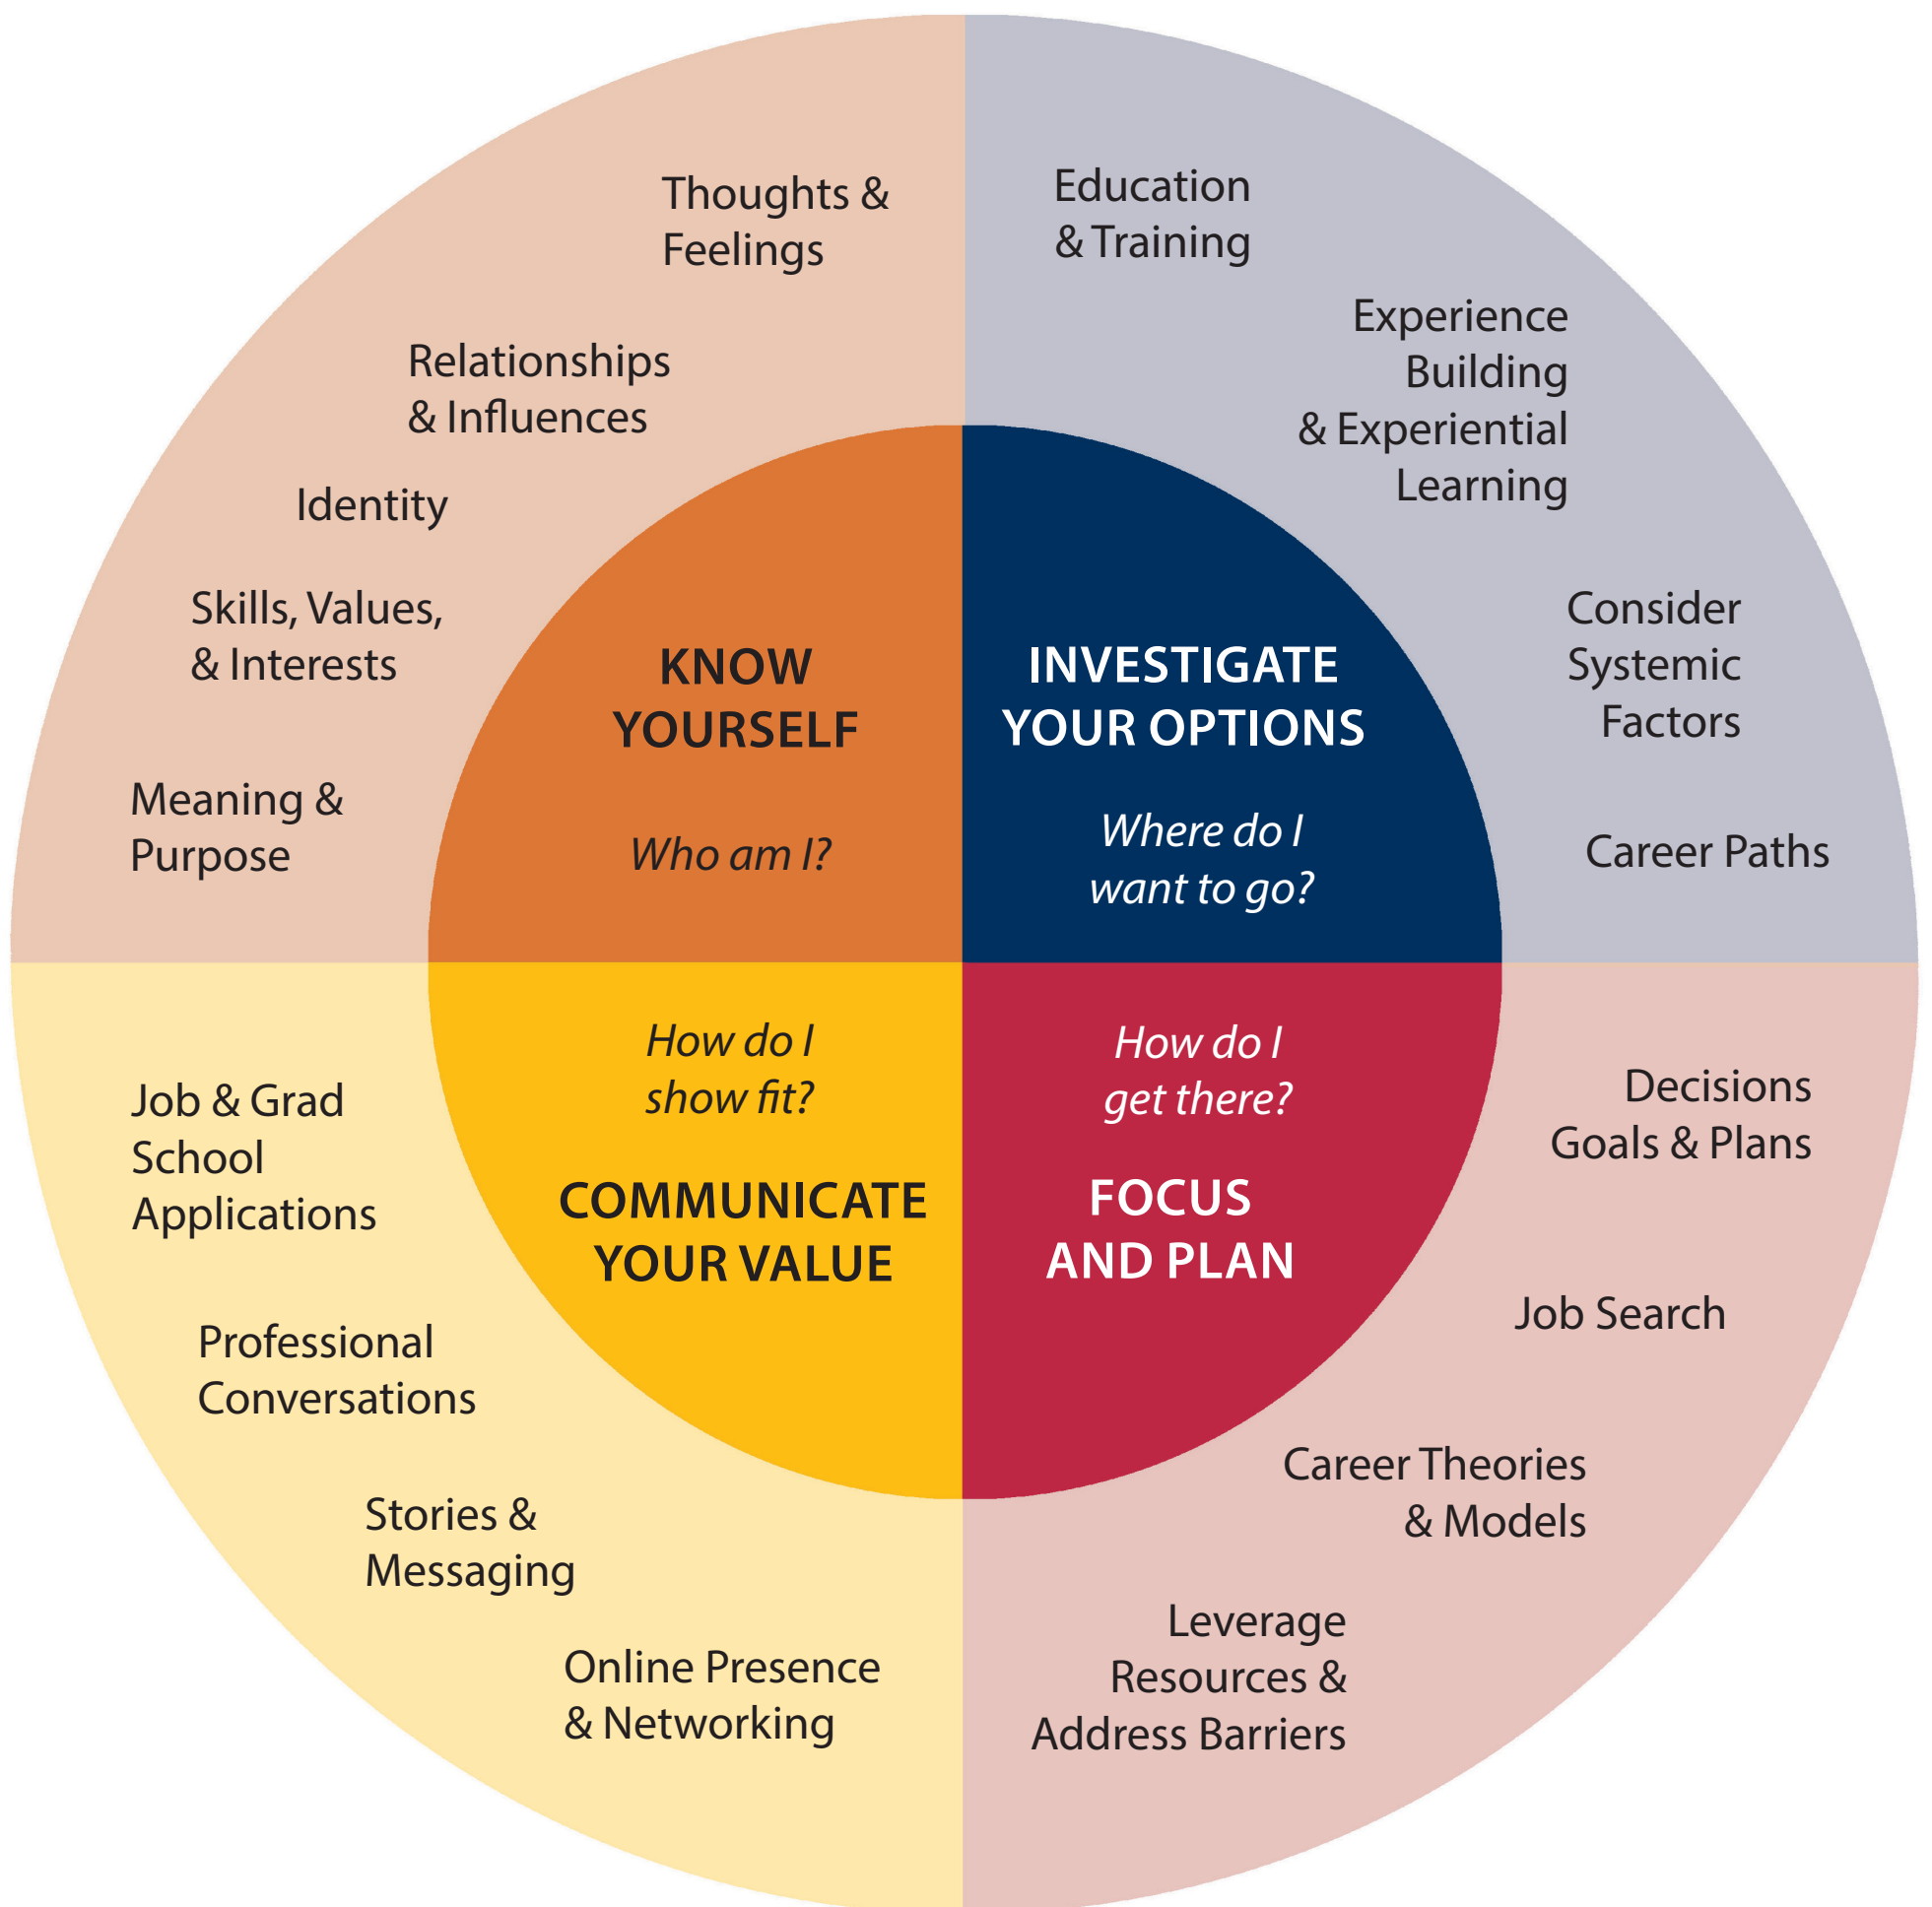 Thoughts &
Feelings
Relationships
& Influences
Identity
Skills, Values,
& Interests
Meaning &
Purpose
KNOW
YOURSELF
Who am I?
Education
& Training
Experience
Building
& Experiential
Learning
Consider
Systemic
Factors
Career Paths
INVESTIGATE
YOUR OPTIONS
Where do I
want to go?
How do I
show fit?
COMMUNICATE
YOUR VALUE
Job & Grad
School
Applications
Professional
Conversations
Stories &
Messaging
Online Presence
& Networking
How do I
get there?
FOCUS
AND PLAN
Decisions
Goals & Plans
Job Search
Career Theories
& Models
Leverage
Resources &
Address Barriers